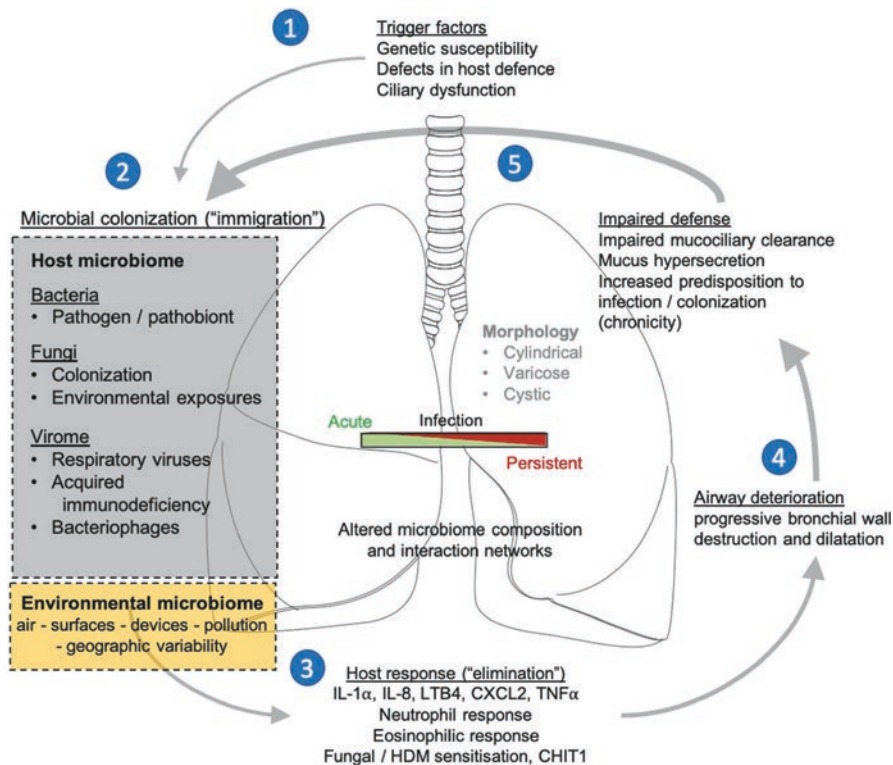 1
Trigger factors
Genetic susceptibility
Defects in host defence
Ciliary dysfunction
2
Microbial colonization ("immigration")
Host microbiome
Bacteria
• Pathogen / pathobiont
Fungi
• Colonization
• Environmental exposures
Virome
• Respiratory viruses
• Acquired
immunodeficiency
• Bacteriophages
Environmental microbiome
air - surfaces - devices - pollution
- geographic variability
5
Impaired defense
Impaired mucociliary clearance
Mucus hypersecretion
Increased predisposition to
infection / colonization
(chronicity)
Morphology
• Cylindrical
• Varicose
• Cystic
Acute
Infection
Persistent
Altered microbiome composition
and interaction networks
4
Airway deterioration
progressive bronchial wall
destruction and dilatation
3
Host response ("elimination")
IL-1α, IL-8, LTB4, CXCL2, TNFα
Neutrophil response
Eosinophilic response
Fungal / HDM sensitisation, CHIT1